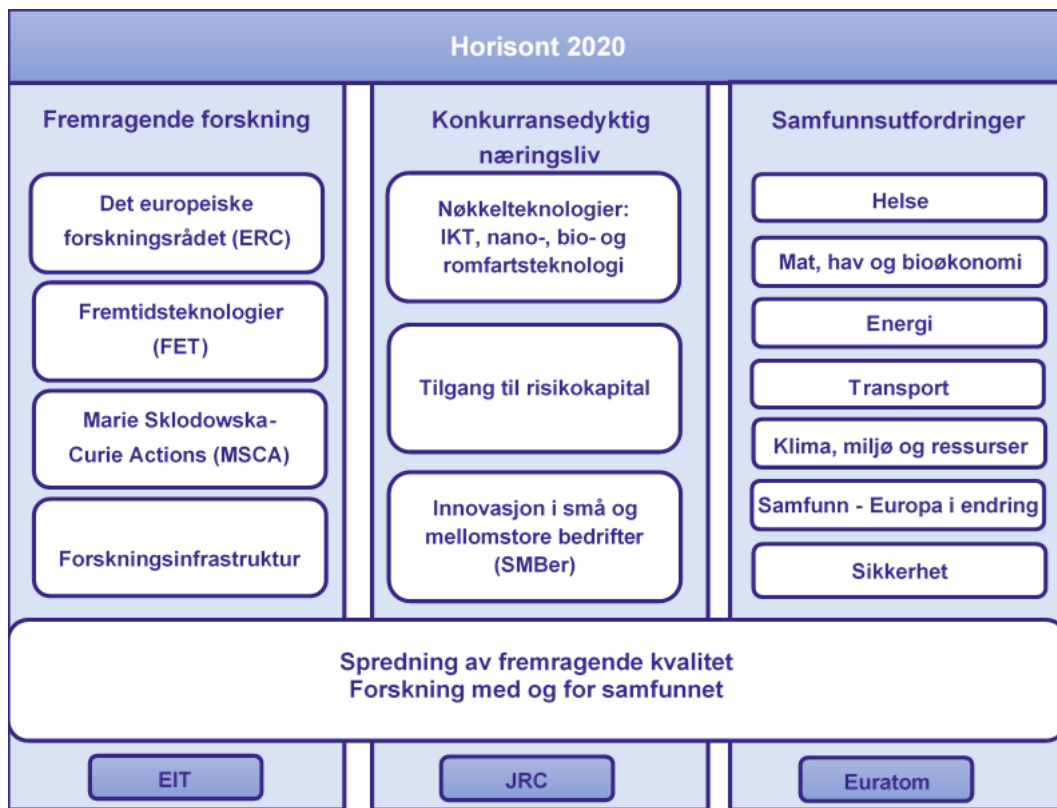 Horisont 2020
Fremragende forskning
Det europeiske
forskningsrådet (ERC)
Fremtidsteknologier
(FET)
Marie Sklodowska-
Curie Actions (MSCA)
Forskningsinfrastruktur
Konkurransedyktig
næringsliv
Nøkkelteknologier:
IKT, nano-, bio- og
romfartsteknologi
Tilgang til risikokapital
Innovasjon i små og
mellomstore bedrifter
(SMBer)
Samfunnsutfordringer
Helse
Mat, hav og bioøkonomi
Energi
Transport
Klima, miljø og ressurser
Samfunn - Europa i endring
Sikkerhet
Spredning av fremragende kvalitet
Forskning med og for samfunnet
EIT
JRC
Euratom